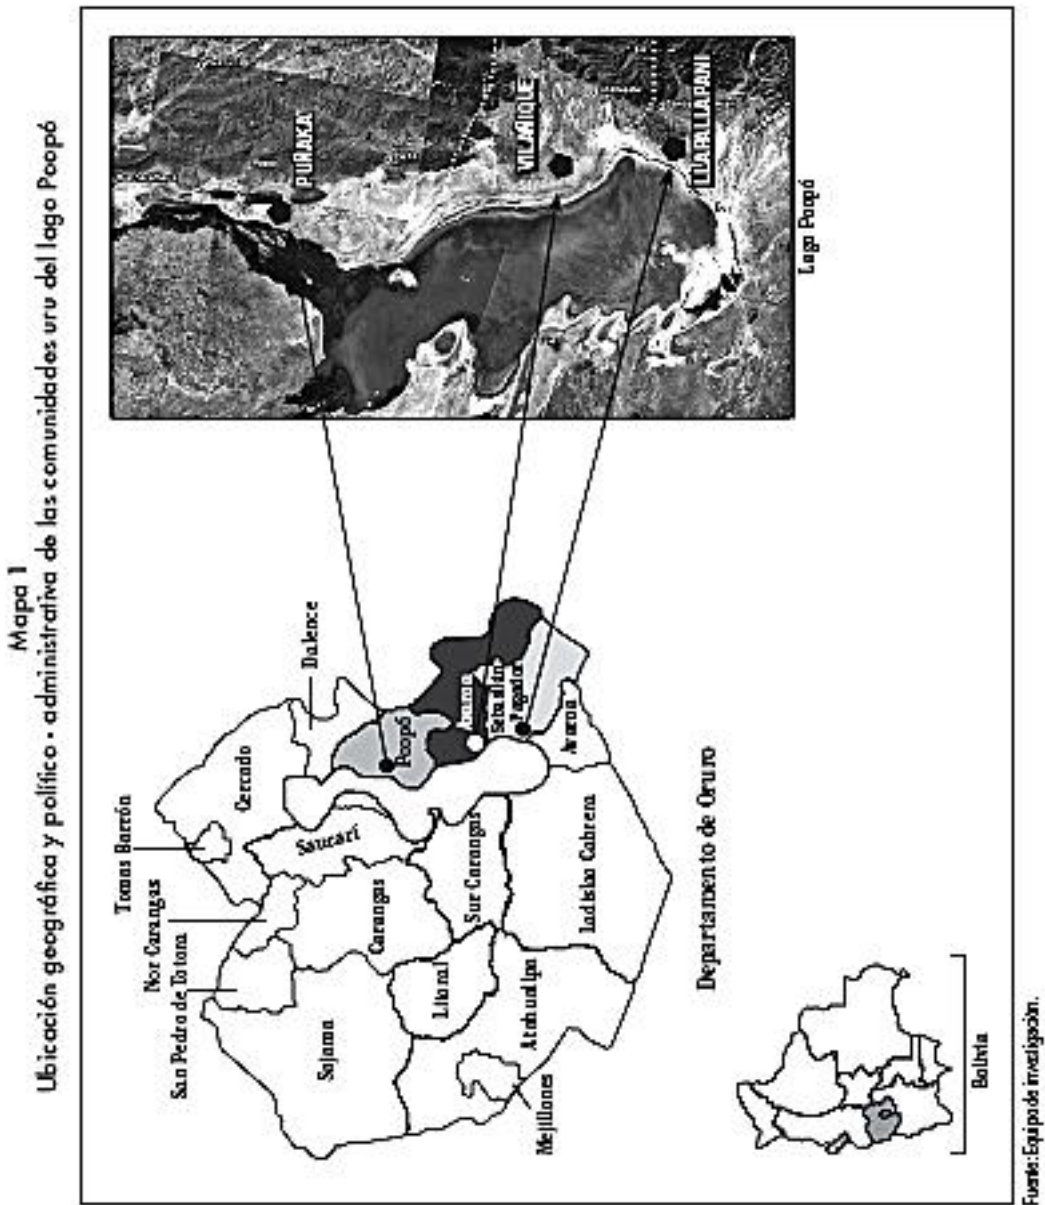 Mapa 1
Ubicación geográfica y político - administrativa de las comunidades uru del lago Poopó
Tomas Barrón
Nor Carangas
San Pedro de Totora
Cercado
Dalence
Saucarí
Poopó
Sajama
Carangas
Litoral
Sur Carangas
Sebastián
Pagador
Atahuallpa
Ladislao Cabrera
Mejillones
Departamento de Oruro
Bolivia
PUÑAKA
VILAÑIQUE
LLAPALLAPANI
Lago Poopó
Fuente: Equipo de investigación.